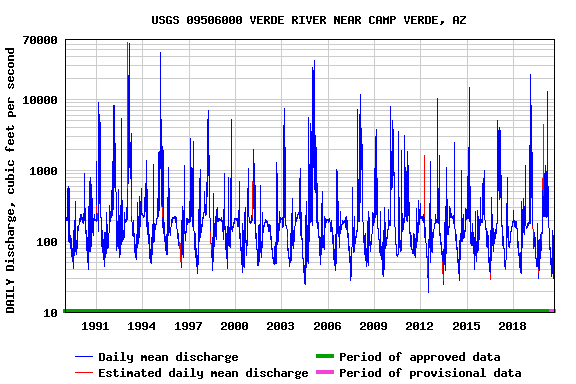 USGS 09506000 VERDE RIVER NEAR CAMP VERDE, AZ
DAILY Discharge, cubic feet per second
70000
10000
1000
100
10
1991 1994 1997 2000 2003 2006 2009 2012 2015 2018
Daily mean discharge
Estimated daily mean discharge
Period of approved data
Period of provisional data